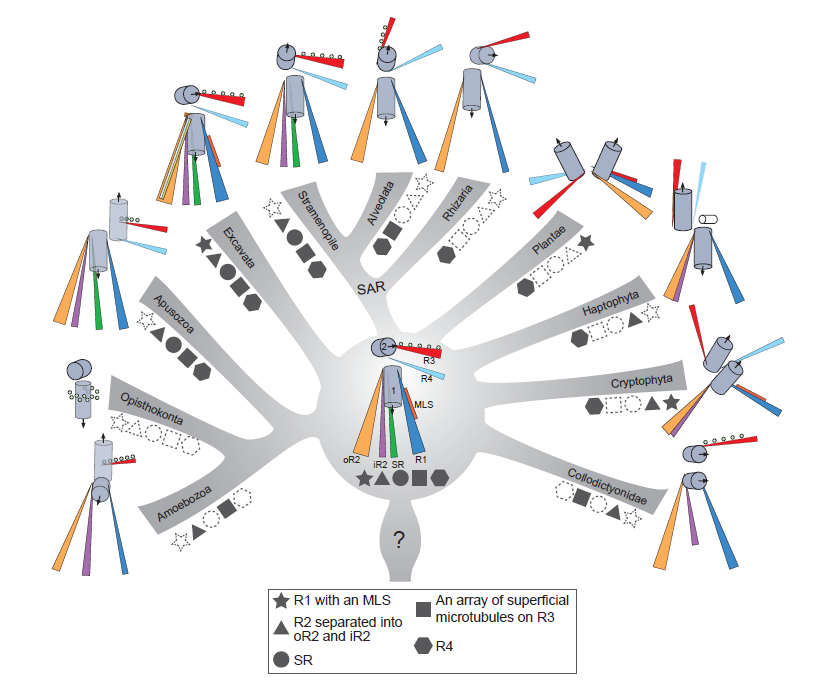 Stramenopile
Alveolata
Rhizaria
Excavata
Plantae
SAR
Apusozoa
Haptophyta
2
R3
R4
Cryptophyta
1
MLS
Opisthokonta
oR2
iR2
SR
R1
Amoebozoa
Collodictyonidae
?
R1 with an MLS
R2 separated into
oR2 and iR2
SR
An array of superficial
microtubules on R3
R4